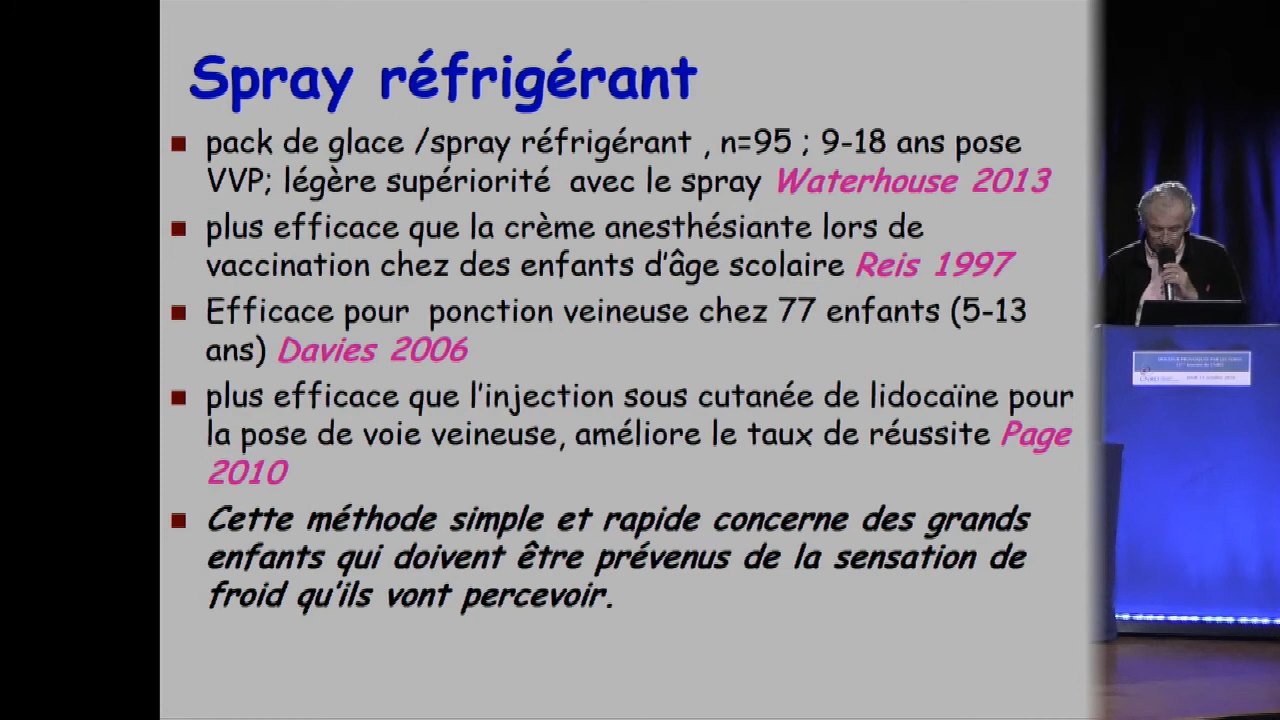 Spray réfrigérant
pack de glace /spray réfrigérant , n=95 ; 9-18 ans pose
VVP; légère supériorité avec le spray Waterhouse 2013
plus efficace que la crème anesthésiante lors de
vaccination chez des enfants d'âge scolaire Reis 1997
Efficace pour ponction veineuse chez 77 enfants (5-13
ans) Davies 2006
plus efficace que l'injection sous cutanée de lidocaïne pour
la pose de voie veineuse, améliore le taux de réussite Page
2010
Cette méthode simple et rapide concerne des grands
enfants qui doivent être prévenus de la sensation de
froid qu'ils vont percevoir.